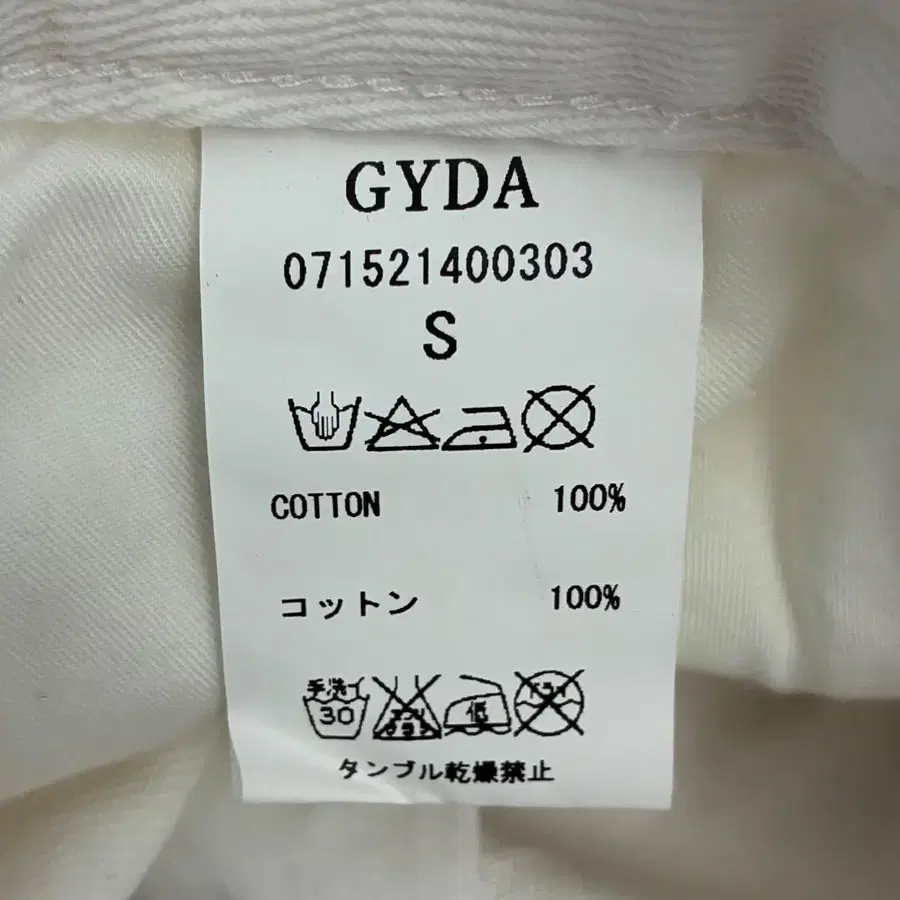 GYDA
071521400303
S
COTTON 100%
コットン 100%
手洗イ
30
低
タンブル乾燥禁止